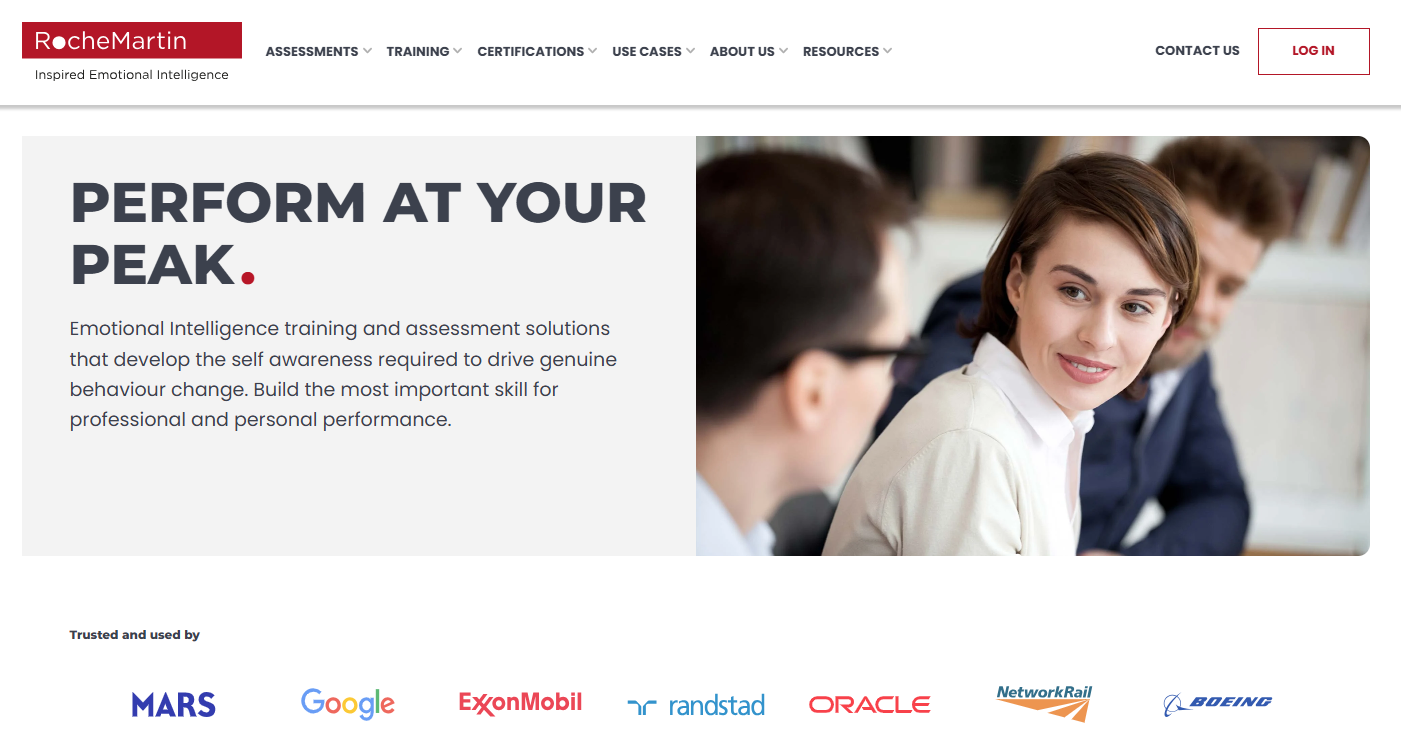 RocheMartin
Inspired Emotional Intelligence
ASSESSMENTS TRAINING CERTIFICATIONS USE CASES ABOUT US RESOURCES CONTACT US LOG IN
PERFORM AT YOUR
PEAK.
Emotional Intelligence training and assessment solutions
that develop the self awareness required to drive genuine
behaviour change. Build the most important skill for
professional and personal performance.
Trusted and used by
MARS Google ExxonMobil randstad ORACLE NetworkRail BOEING